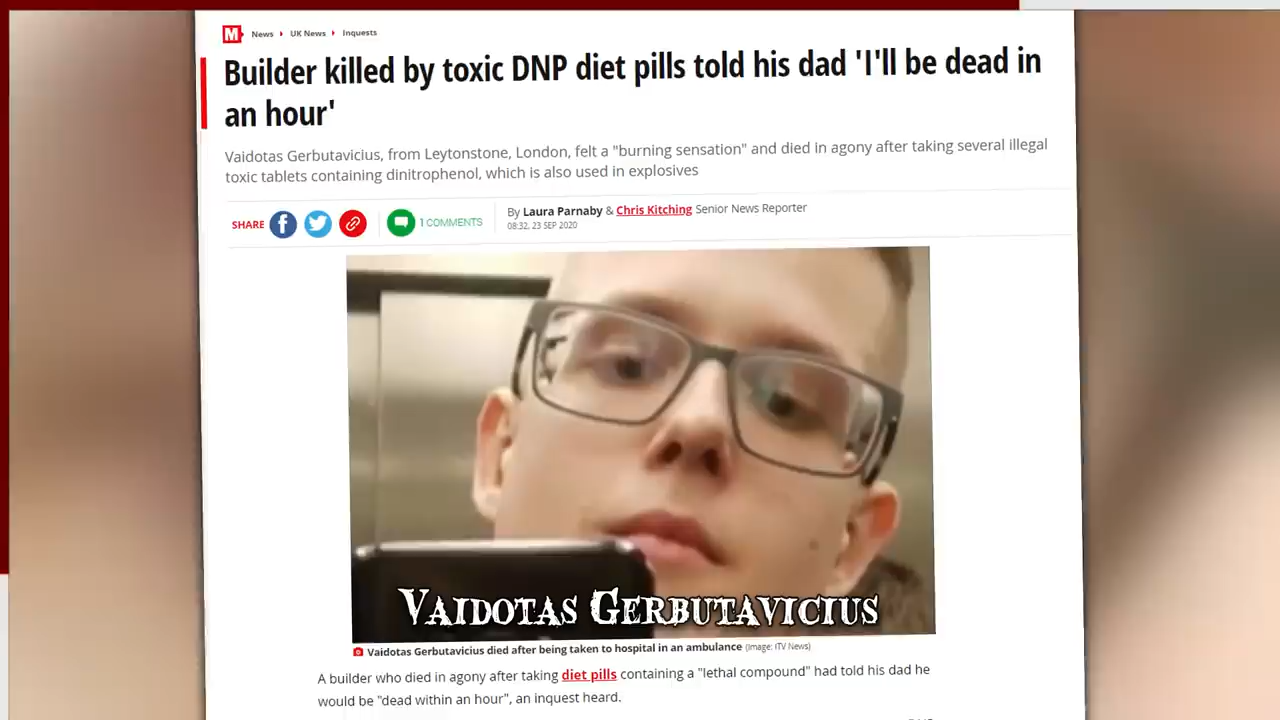 M News UK News Inquests
Builder killed by toxic DNP diet pills told his dad 'I'll be dead in
an hour'
Vaidotas Gerbutavicius, from Leytonstone, London, felt a "burning sensation" and died in agony after taking several illegal
toxic tablets containing dinitrophenol, which is also used in explosives
SHARE f 1 COMMENTS
By Laura Parnaby & Chris Kitching Senior News Reporter
08:32, 23 SEP 2020
VAIDOTAS GERBUTAVICIUS
Vaidotas Gerbutavicius died after being taken to hospital in an ambulance (Image: ITV News)
A builder who died in agony after taking diet pills containing a "lethal compound" had told his dad he
would be "dead within an hour", an inquest heard.